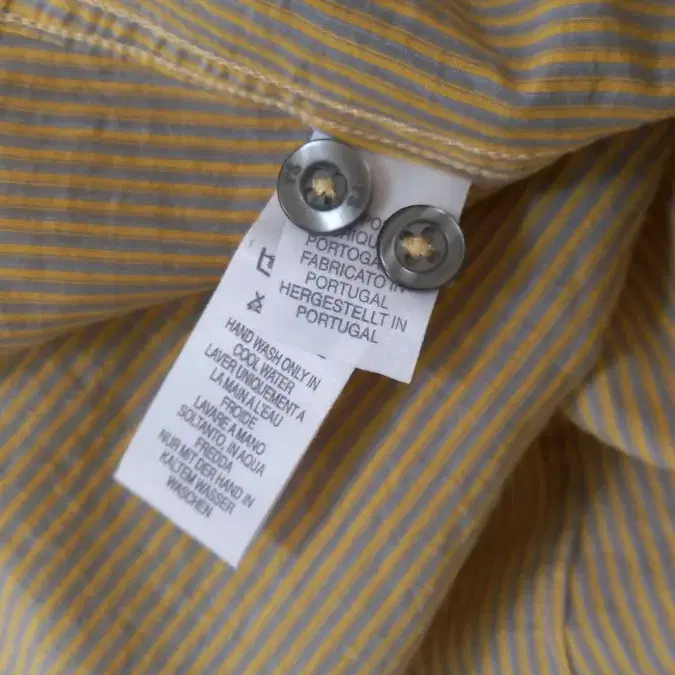 PORTOGA
FABRICATO IN
PORTUGAL
HERGESTELLT IN
PORTUGAL
HAND WASH ONLY IN
COOL WATER
LAVER UNIQUEMENT A
LA MAIN A L'EAU
FROIDE
LAVARE A MANO
SOLTANTO, IN AQUA
FREDDA
NUR MIT DER HAND IN
KALTEM WASSER
WASCHEN